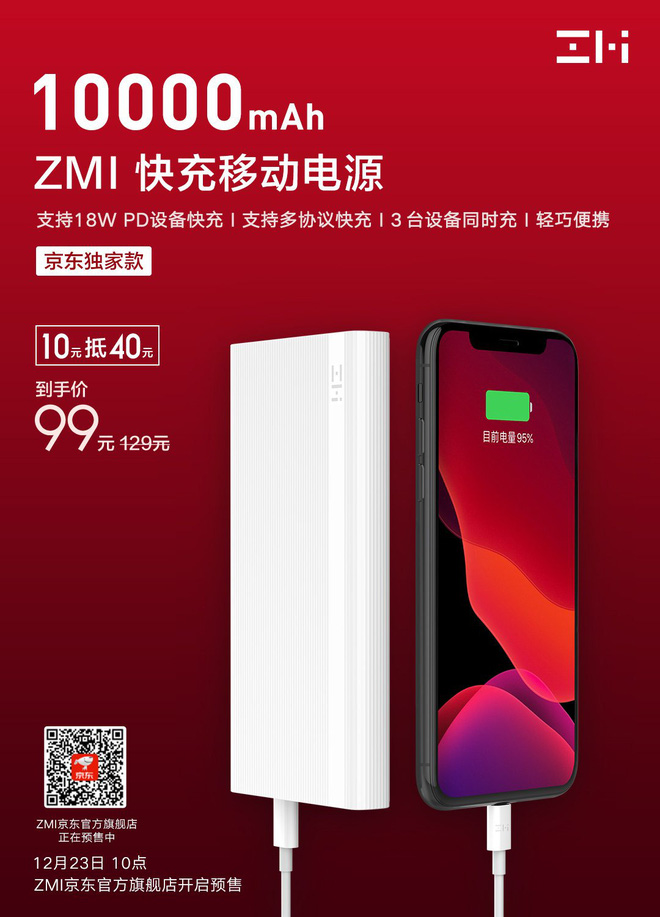 ZMI
10000mAh
ZMI 快充移动电源
支持18W PD设备快充 | 支持多协议快充 | 3台设备同时充 | 轻巧便携
京东独家款
10元抵40元
到手价
99元 129元
ZMI
目前电量95%
京东
ZMI京东官方旗舰店
正在预售中
12月23日 10点
ZMI京东官方旗舰店开启预售